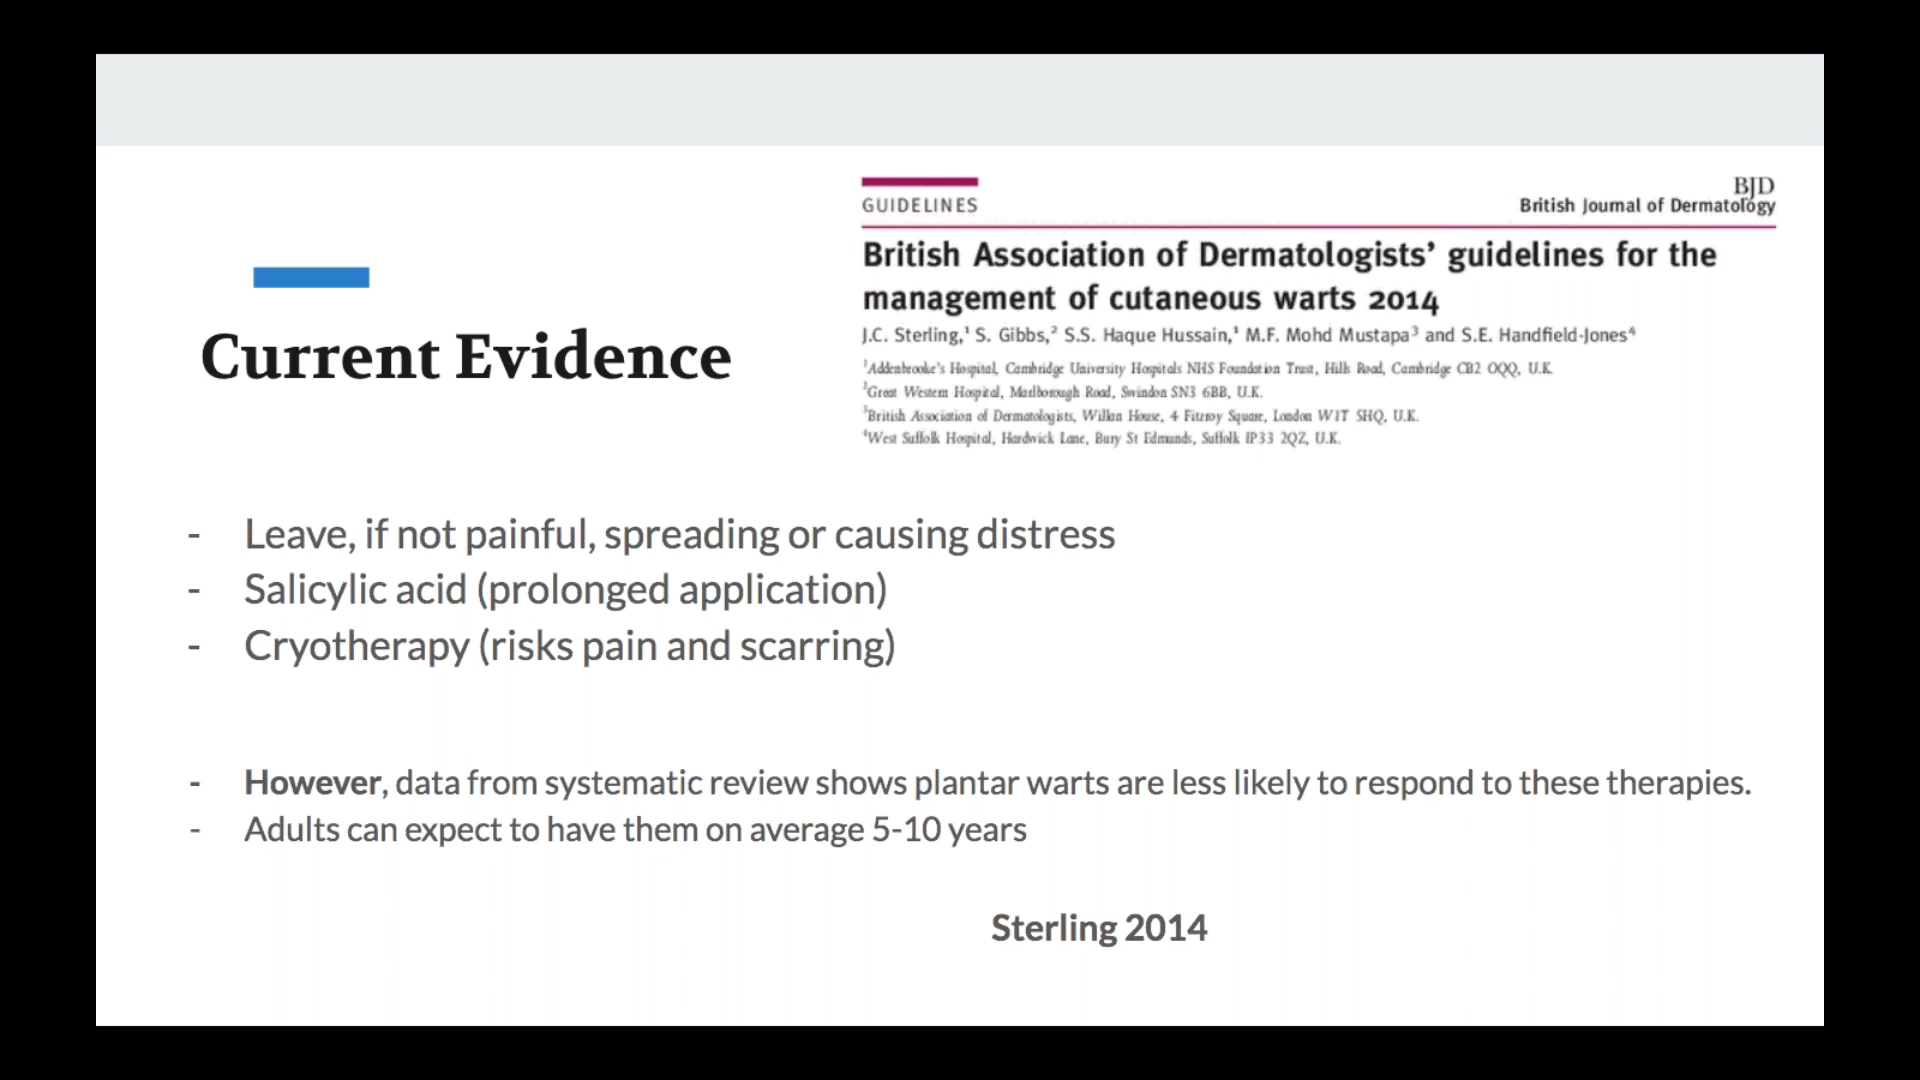 GUIDELINES
BJD
British Journal of Dermatology
British Association of Dermatologists’ guidelines for the
management of cutaneous warts 2014
J.C. Sterling,¹ S. Gibbs,² S.S. Haque Hussain,¹ M.F. Mohd Mustapa³ and S.E. Handfield-Jones⁴
¹Addenbrooke's Hospital, Cambridge University Hospitals NHS Foundation Trust, Hills Road, Cambridge CB2 0QQ, U.K.
²Great Western Hospital, Marlborough Road, Swindon SN3 6BB, U.K.
³British Association of Dermatologists, Willan House, 4 Fitzroy Square, London W1T 5HQ, U.K.
⁴West Suffolk Hospital, Hardwick Lane, Bury St Edmunds, Suffolk IP33 2QZ, U.K.
Current Evidence
- Leave, if not painful, spreading or causing distress
- Salicylic acid (prolonged application)
- Cryotherapy (risks pain and scarring)
- However, data from systematic review shows plantar warts are less likely to respond to these therapies.
- Adults can expect to have them on average 5-10 years
Sterling 2014